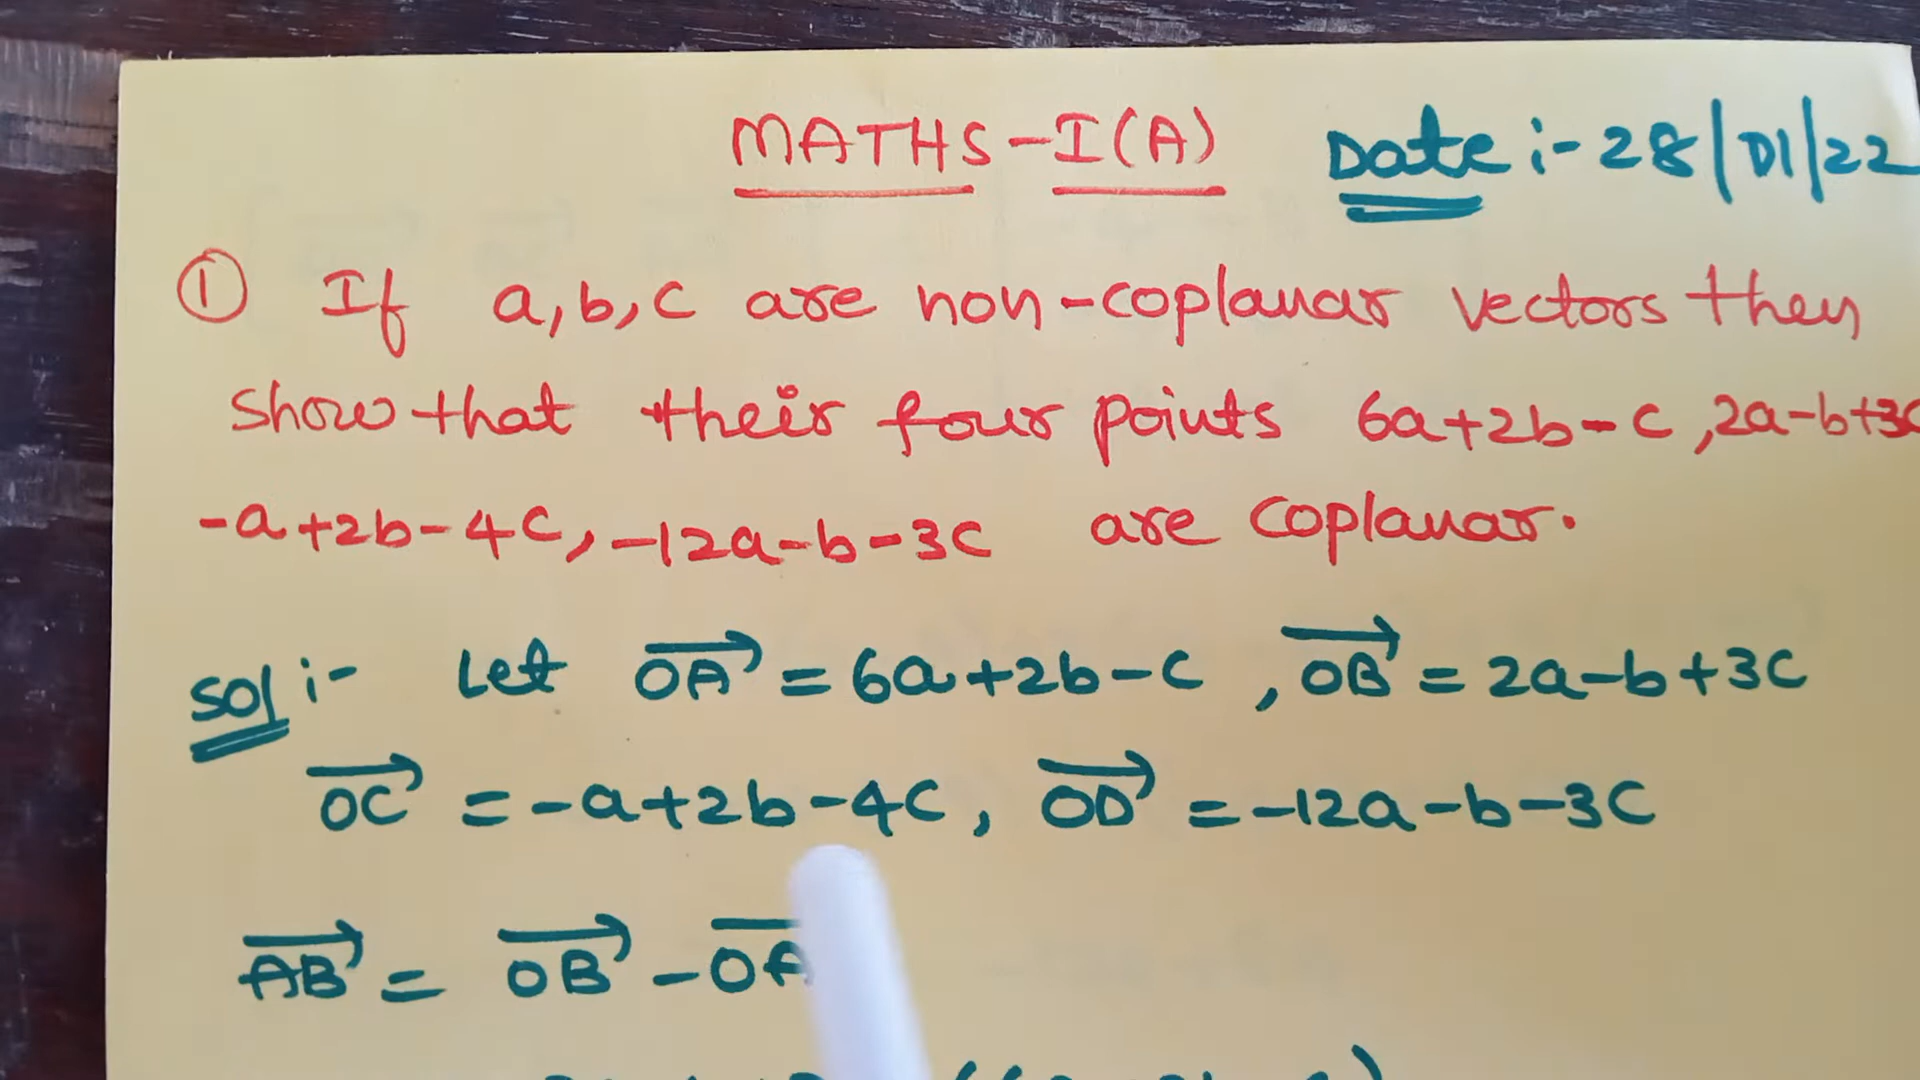 MATHS-I(A) Date:-28/01/22
① If a,b,c are non-coplanar vectors then
show that their four points 6a+2b-c,2a-b+3c
-a+2b-4c,-12a-b-3c are coplanar.
Sol:- Let OA→ =6a+2b-c ,OB→ =2a-b+3c
OC→ =-a+2b-4c, OD→ =-12a-b-3c
AB→ = OB→ -OA